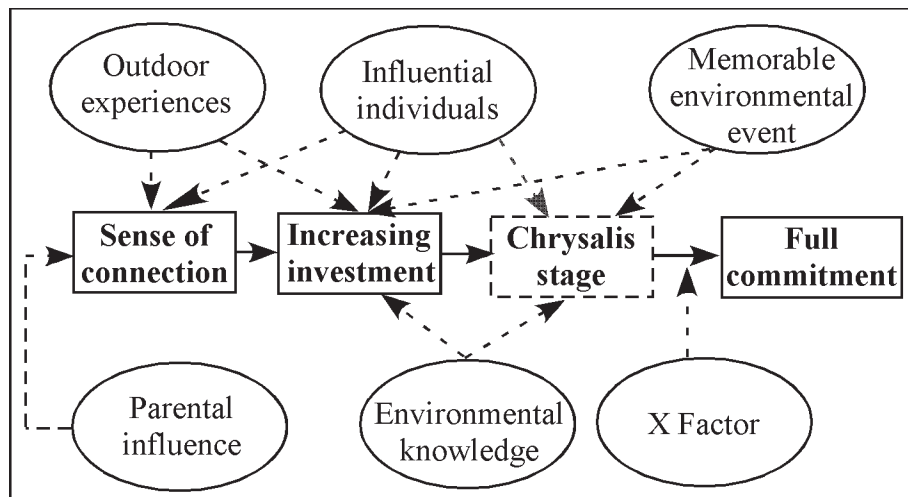 Outdoor
experiences
Influential
individuals
Memorable
environmental
event
Sense of
connection
Increasing
investment
Chrysalis
stage
Full
commitment
Parental
influence
Environmental
knowledge
X Factor